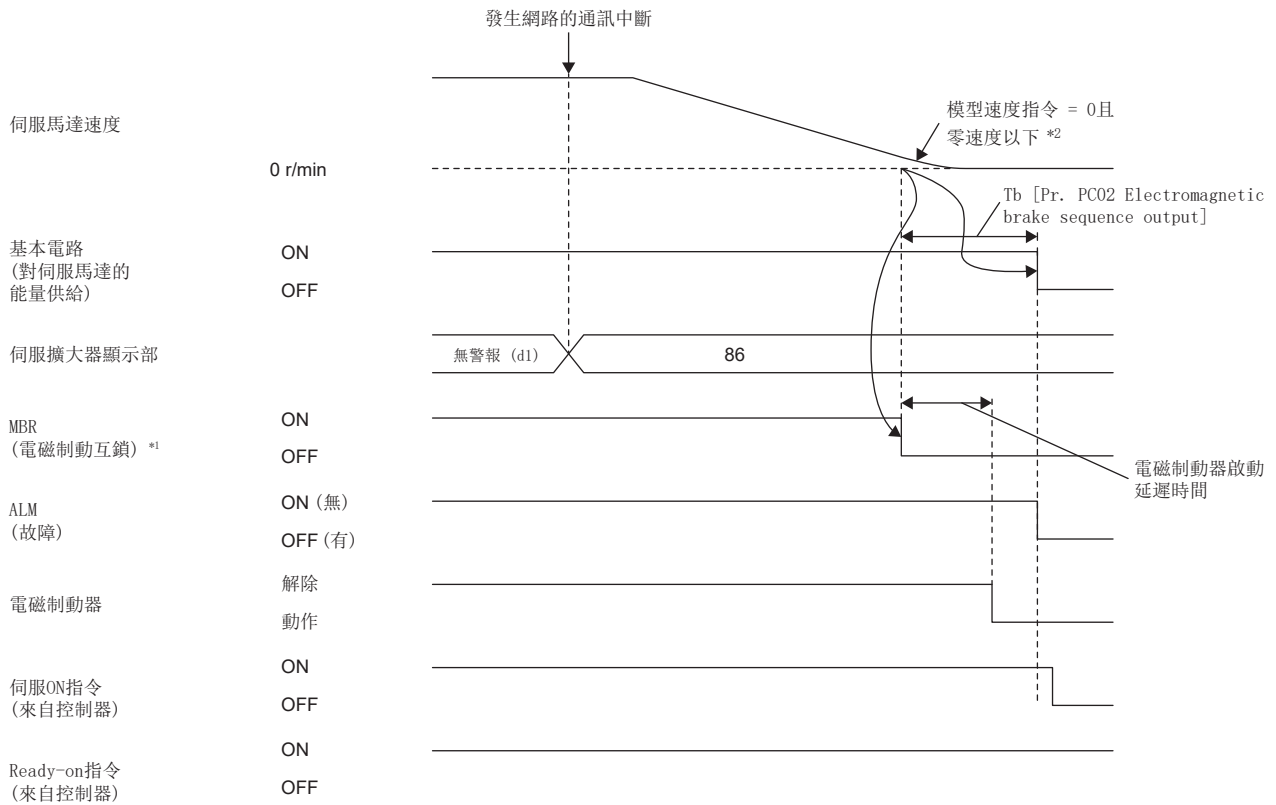 發生網路的通訊中斷
伺服馬達速度
0 r/min
模型速度指令 = 0且
零速度以下 *2
Tb [Pr. PC02 Electromagnetic
brake sequence output]
基本電路
(對伺服馬達的
能量供給)
ON
OFF
伺服擴大器顯示部
無警報 (d1)
86
MBR
(電磁制動互鎖) *1
ON
OFF
電磁制動器啟動
延遲時間
ALM
(故障)
ON (無)
OFF (有)
電磁制動器
解除
動作
伺服ON指令
(來自控制器)
ON
OFF
Ready-on指令
(來自控制器)
ON
OFF